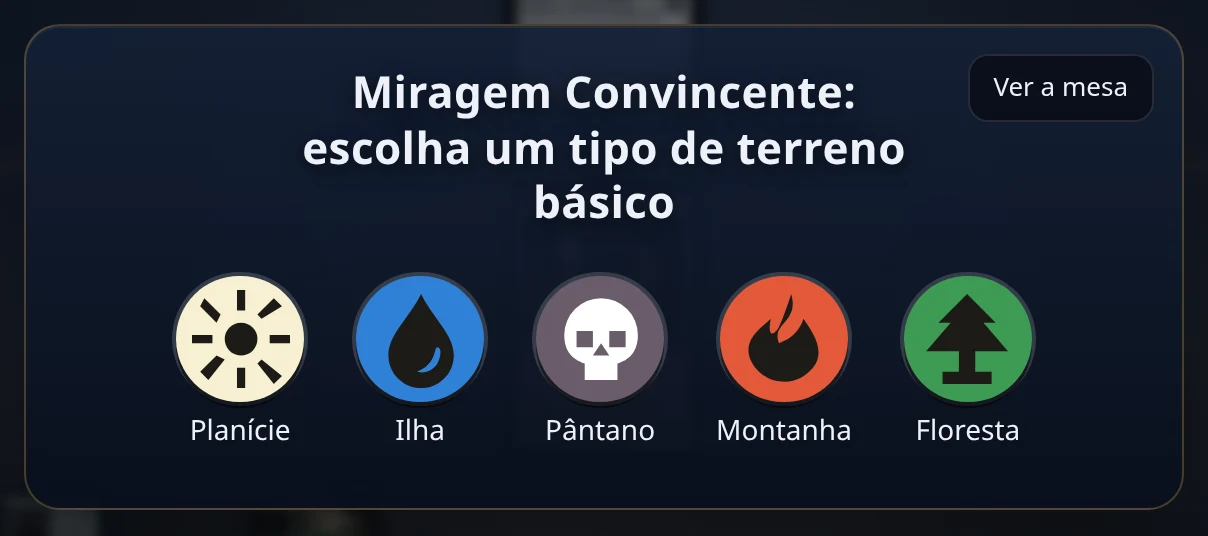 Miragem Convincente:
escolha um tipo de terreno
básico
Ver a mesa
Planície
Ilha
Pântano
Montanha
Floresta